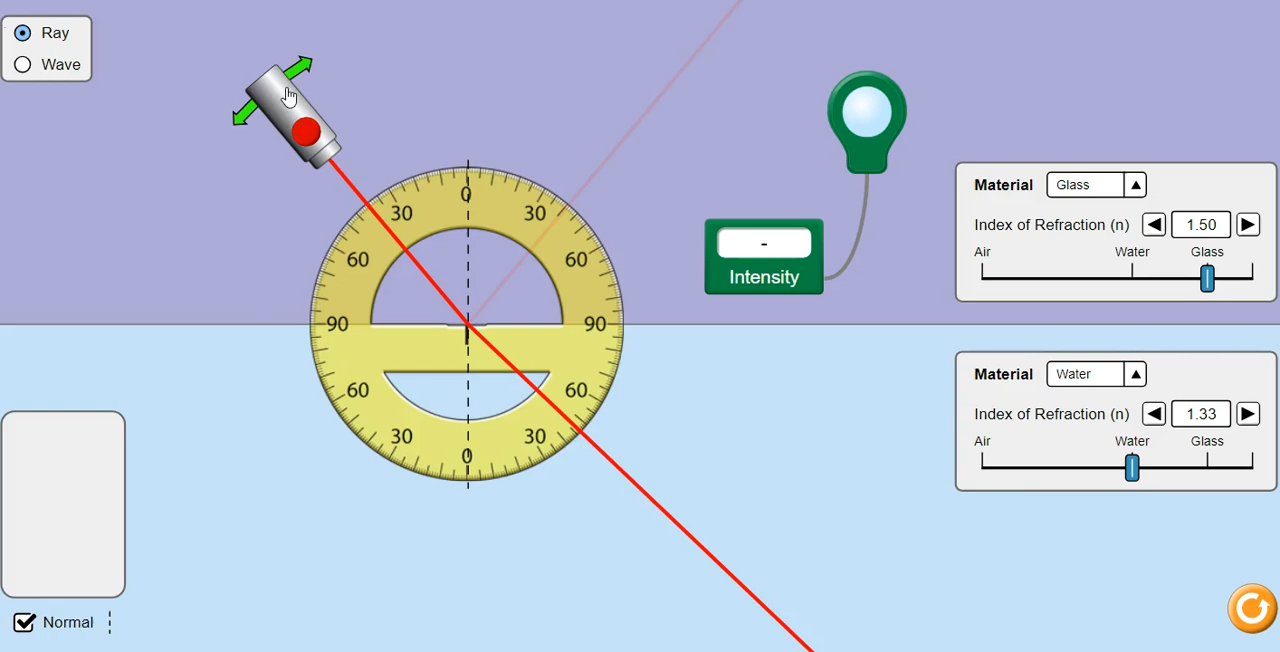 Ray
Wave
0
30 30
60 60
90 90
60 60
30 30
0
-
Intensity
Material Glass
Index of Refraction (n) 1.50
Air Water Glass
Material Water
Index of Refraction (n) 1.33
Air Water Glass
Normal